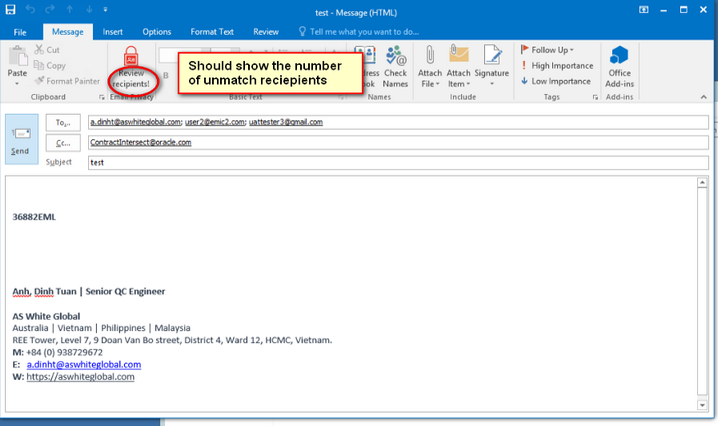 test - Message (HTML)
File Message Insert Options Format Text Review Tell me what you want to do...
Paste
Cut
Copy
Format Painter
Clipboard
Review recipients!
Email Privacy
B
Should show the number
of unmatch reciepients
Basic Text
Check Names
Attach File
Attach Item
Signature
Include
Follow Up
High Importance
Low Importance
Tags
Office Add-ins
Add-ins
Send
To... a.dinht@aswhiteglobal.com; user2@emic2.com; uattester3@gmail.com
Cc... ContractIntersect@oracle.com
Subject test
36882EML
Anh, Dinh Tuan | Senior QC Engineer
AS White Global
Australia | Vietnam | Philippines | Malaysia
REE Tower, Level 7, 9 Doan Van Bo street, District 4, Ward 12, HCMC, Vietnam.
M: +84 (0) 938729672
E: a.dinht@aswhiteglobal.com
W: https://aswhiteglobal.com